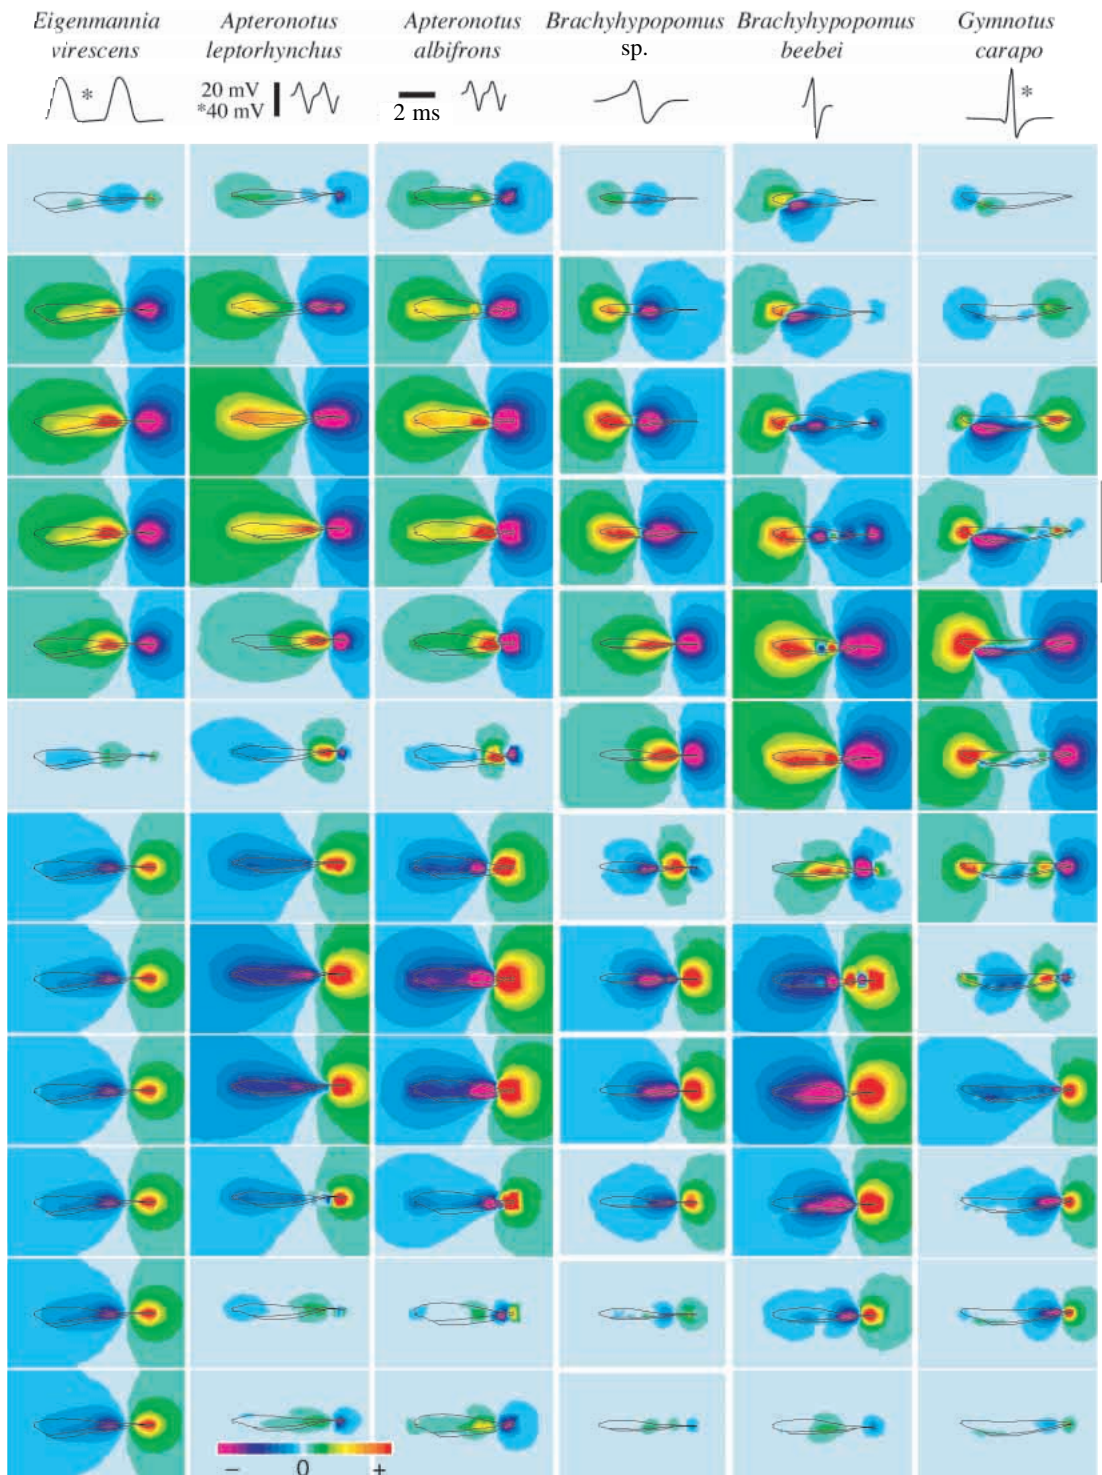 Eigenmannia virescens
Apteronotus leptorhynchus
Apteronotus albifrons
Brachyhypopomus sp.
Brachyhypopomus beebei
Gymnotus carapo
*
20 mV
*40 mV
2 ms
*
− 0 +